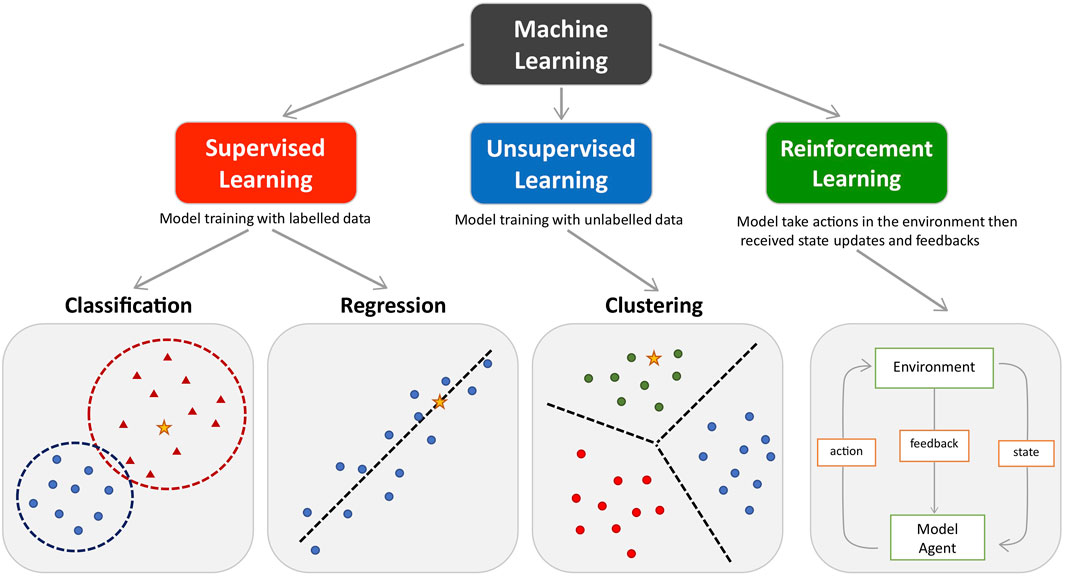 Machine
Learning
Supervised
Learning
Unsupervised
Learning
Reinforcement
Learning
Model training with labelled data
Model training with unlabelled data
Model take actions in the environment then
received state updates and feedbacks
Classification
Regression
Clustering
Environment
action
feedback
state
Model
Agent